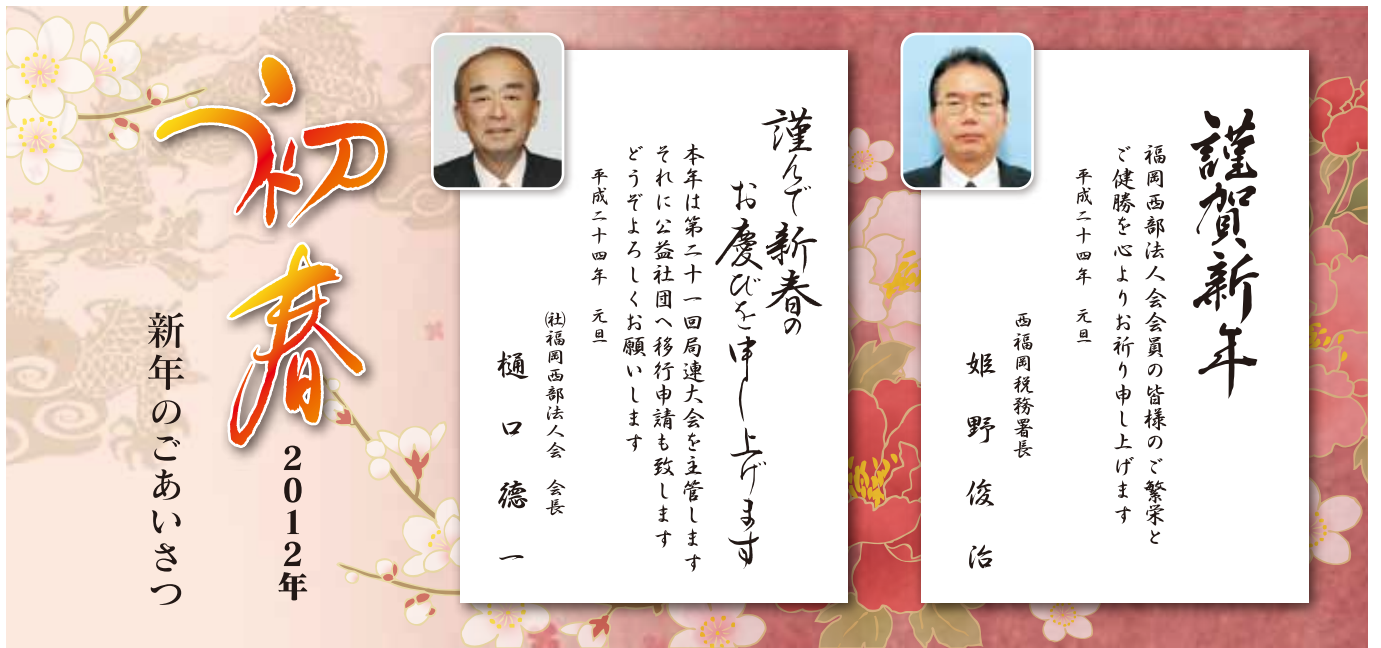 謹賀新年
福岡西部法人会会員の皆様のご繁栄と
ご健勝を心よりお祈り申し上げます
平成二十四年 元旦
西福岡税務署長
姫野俊治
謹んで新春の
お慶びを申し上げます
本年は第二十一回局連大会を主管します
それに公益社団へ移行申請も致します
どうぞよろしくお願いします
平成二十四年 元旦
㈳福岡西部法人会 会長
樋口德一
初春
2012年
新年のごあいさつ